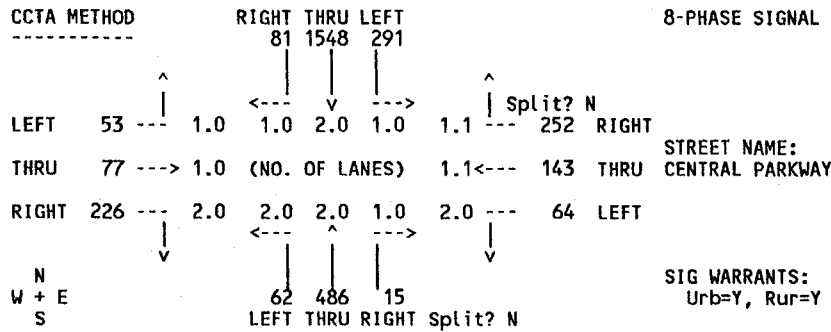 CCTA METHOD RIGHT THRU LEFT 8-PHASE SIGNAL
----------- 81 1548 291
^ ^
<--- v ---> | Split? N
LEFT 53 --- 1.0 1.0 2.0 1.0 1.1 --- 252 RIGHT
STREET NAME:
THRU 77 ---> 1.0 (NO. OF LANES) 1.1<--- 143 THRU CENTRAL PARKWAY
RIGHT 226 --- 2.0 2.0 2.0 1.0 2.0 --- 64 LEFT
<--- ^ --->
v v
N SIG WARRANTS:
W + E 62 486 15 Urb=Y, Rur=Y
S LEFT THRU RIGHT Split? N